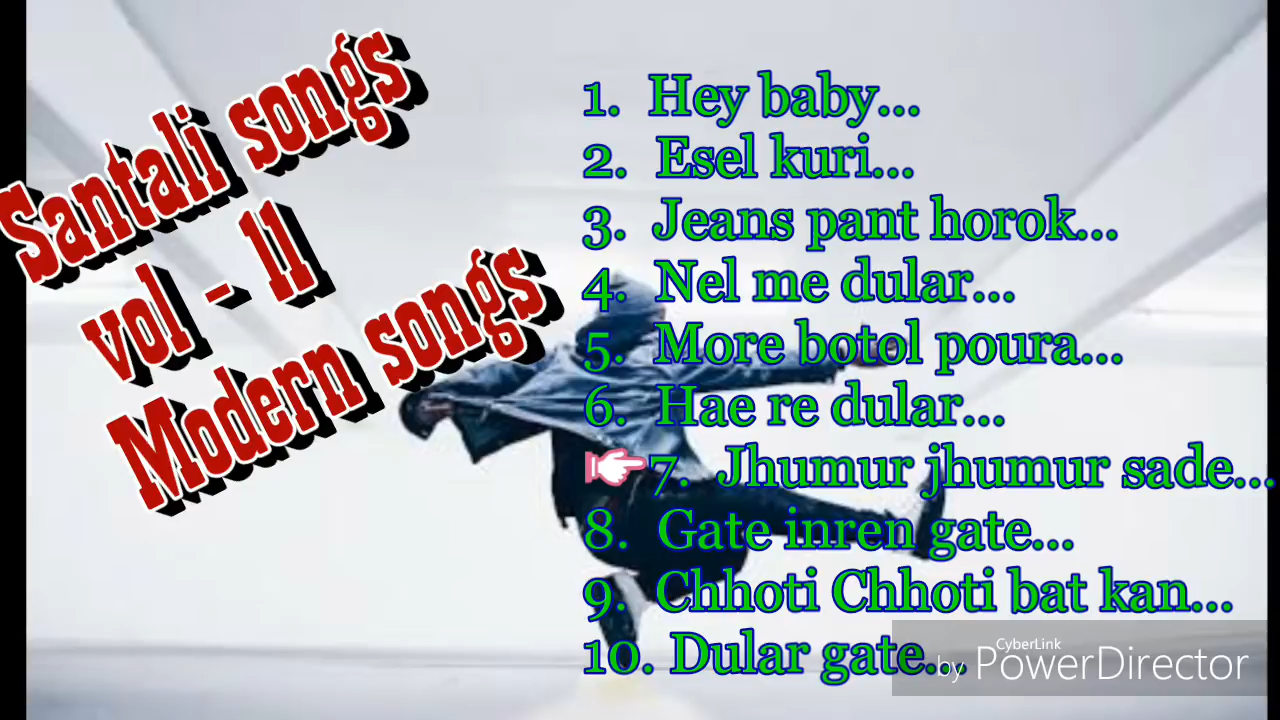 Santali songs
vol - 11
Modern songs
1. Hey baby...
2. Esel kuri...
3. Jeans pant horok...
4. Nel me dular...
5. More botol poura...
6. Hae re dular...
7. Jhumur jhumur sade...
8. Gate inren gate...
9. Chhoti Chhoti bat kan...
10. Dular gate...
CyberLink
by PowerDirector